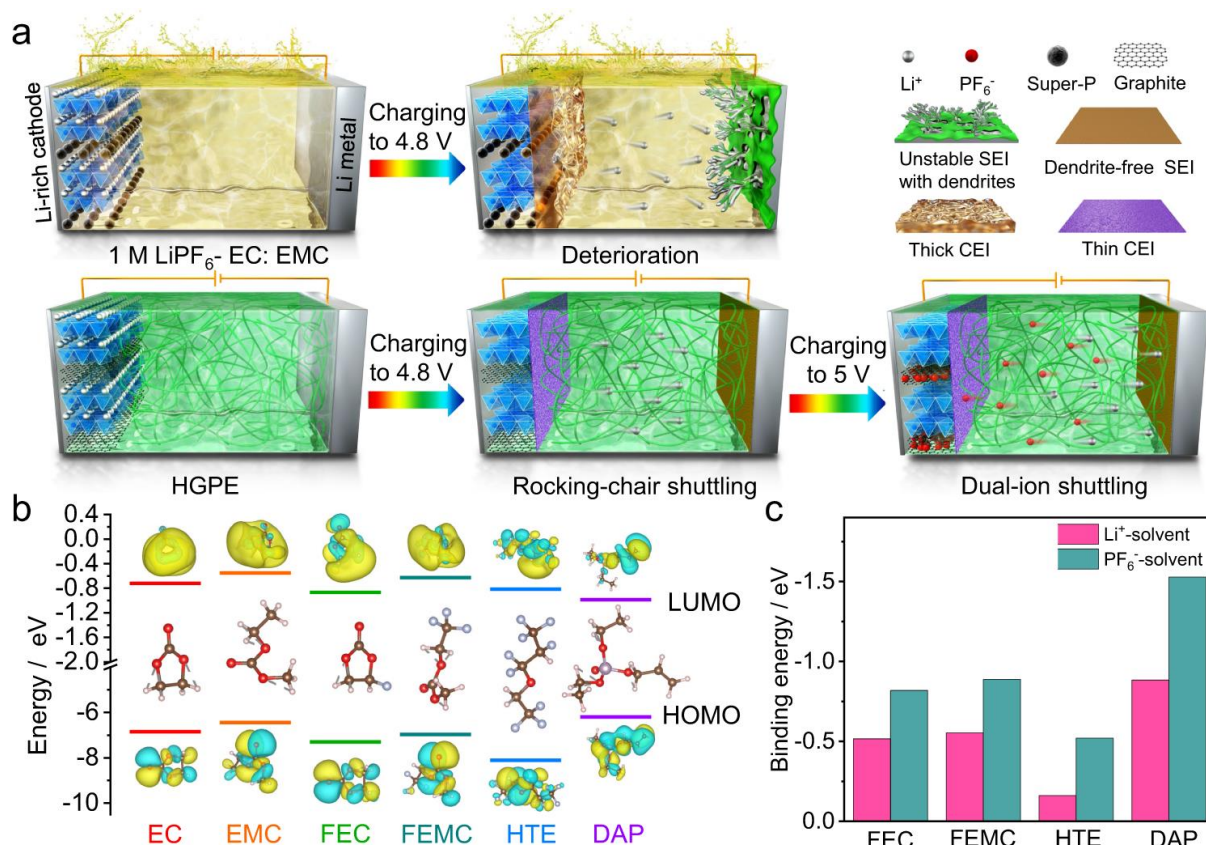 a
Li-rich cathode
Li metal
1 M LiPF₆- EC: EMC
Charging
to 4.8 V
Deterioration
Li⁺
PF₆⁻
Super-P
Graphite
Unstable SEI
with dendrites
Dendrite-free SEI
Thick CEI
Thin CEI
HGPE
Charging
to 4.8 V
Rocking-chair shuttling
Charging
to 5 V
Dual-ion shuttling
b
Energy / eV
0.4
0.0
-0.4
-0.8
-1.2
-1.6
-2.0
-6
-8
-10
LUMO
HOMO
EC
EMC
FEC
FEMC
HTE
DAP
c
Binding energy / eV
-1.5
-1.0
-0.5
0.0
Li⁺-solvent
PF₆⁻-solvent
FEC
FEMC
HTE
DAP